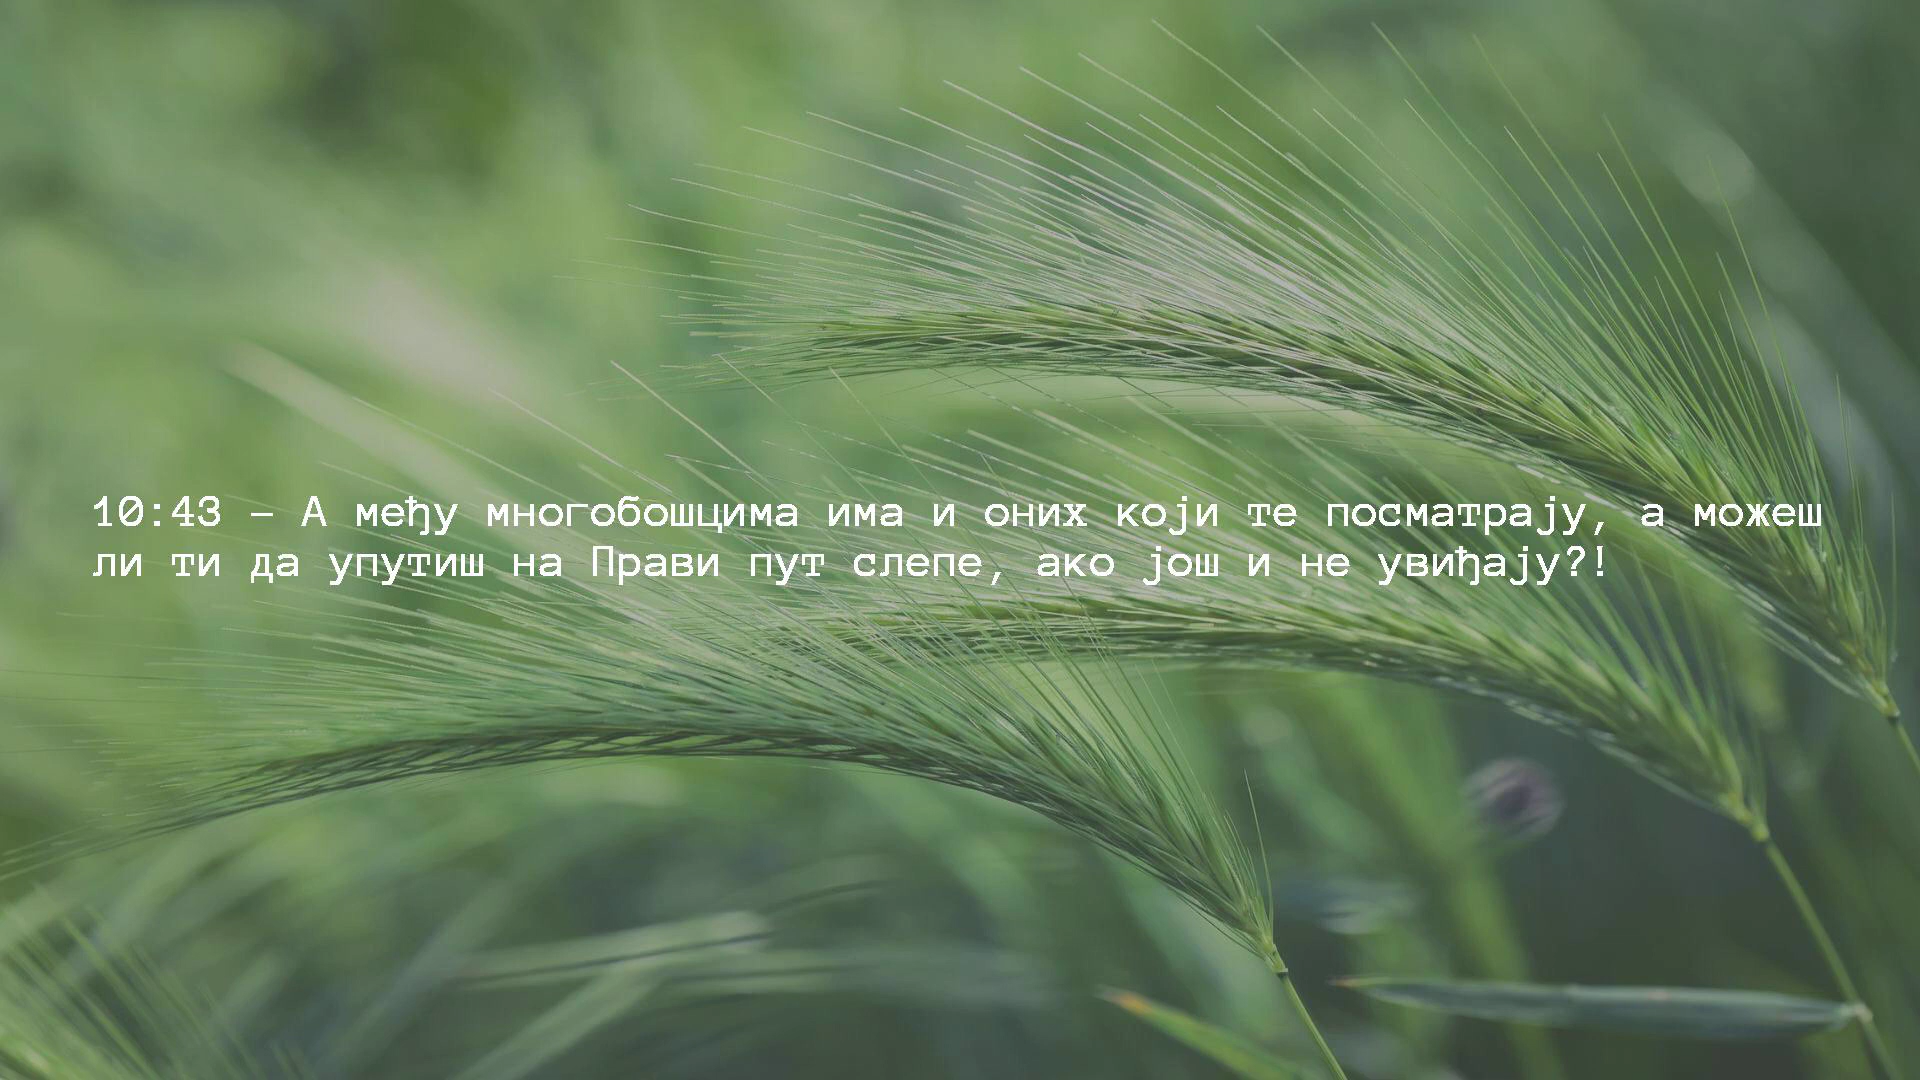 10:43 – А међу многобошцима има и оних који те посматрају, а можеш
ли ти да упутиш на Прави пут слепе, ако још и не увиђају?!